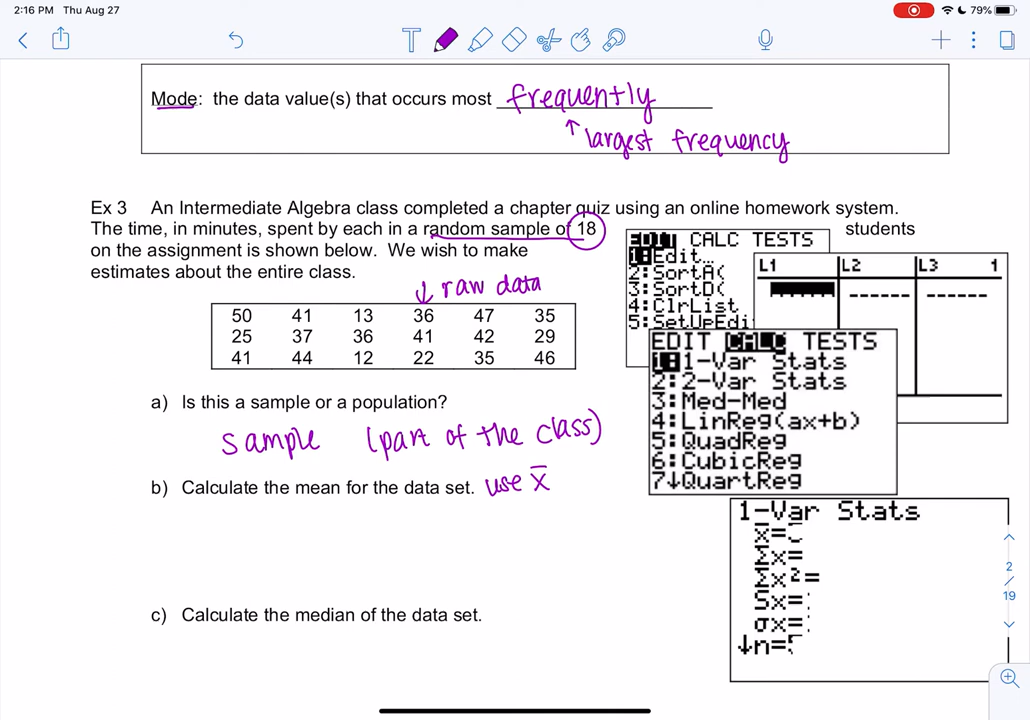 2:16 PM Thu Aug 27
79%
Mode: the data value(s) that occurs most frequently
↑ largest frequency
Ex 3 An Intermediate Algebra class completed a chapter quiz using an online homework system.
The time, in minutes, spent by each in a random sample of 18 students
on the assignment is shown below. We wish to make
estimates about the entire class.
↓ raw data
50 41 13 36 47 35
25 37 36 41 42 29
41 44 12 22 35 46
a) Is this a sample or a population?
sample (part of the class)
b) Calculate the mean for the data set. use x̄
c) Calculate the median of the data set.
EDIT CALC TESTS
1:Edit…
2:SortA(
3:SortD(
4:ClrList
5:SetUpEdi
L1 L2 L3 1
EDIT CALC TESTS
1:1-Var Stats
2:2-Var Stats
3:Med-Med
4:LinReg(ax+b)
5:QuadReg
6:CubicReg
7↓QuartReg
1-Var Stats
x̄=
Σx=
Σx²=
Sx=
σx=
↓n=
2
/
19